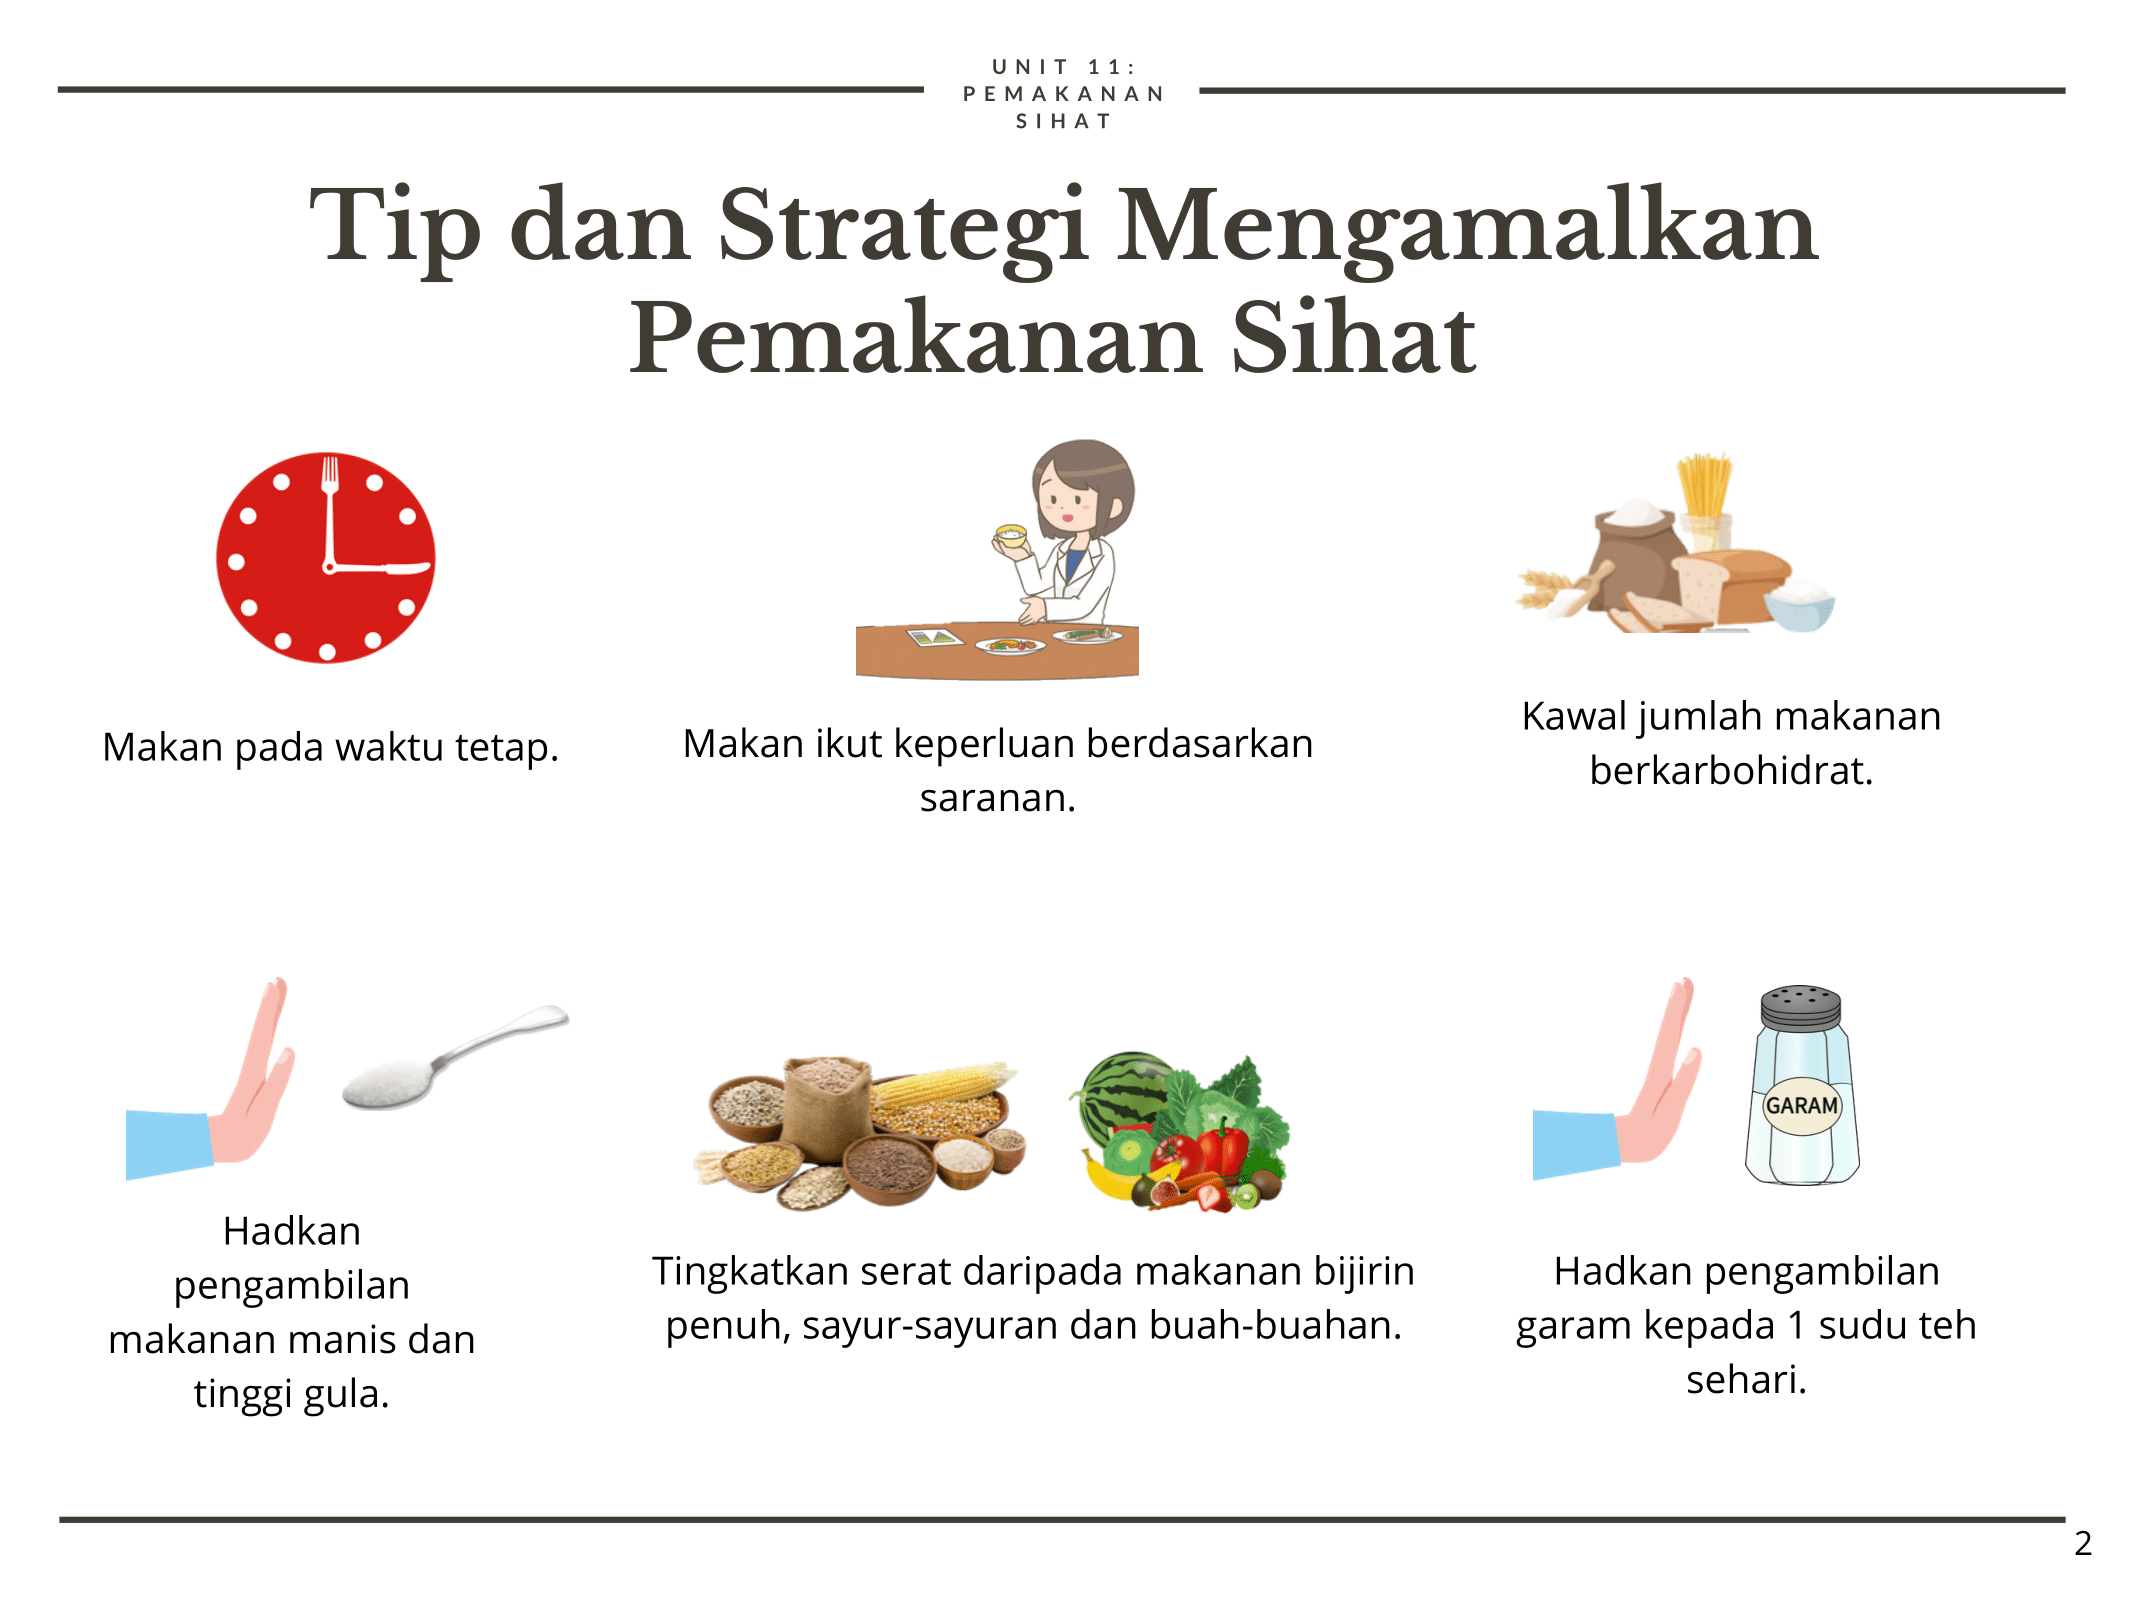 UNIT 11:
PEMAKANAN
SIHAT
Tip dan Strategi Mengamalkan
Pemakanan Sihat
Makan pada waktu tetap.
Makan ikut keperluan berdasarkan
saranan.
Kawal jumlah makanan
berkarbohidrat.
Hadkan
pengambilan
makanan manis dan
tinggi gula.
Tingkatkan serat daripada makanan bijirin
penuh, sayur-sayuran dan buah-buahan.
GARAM
Hadkan pengambilan
garam kepada 1 sudu teh
sehari.
2